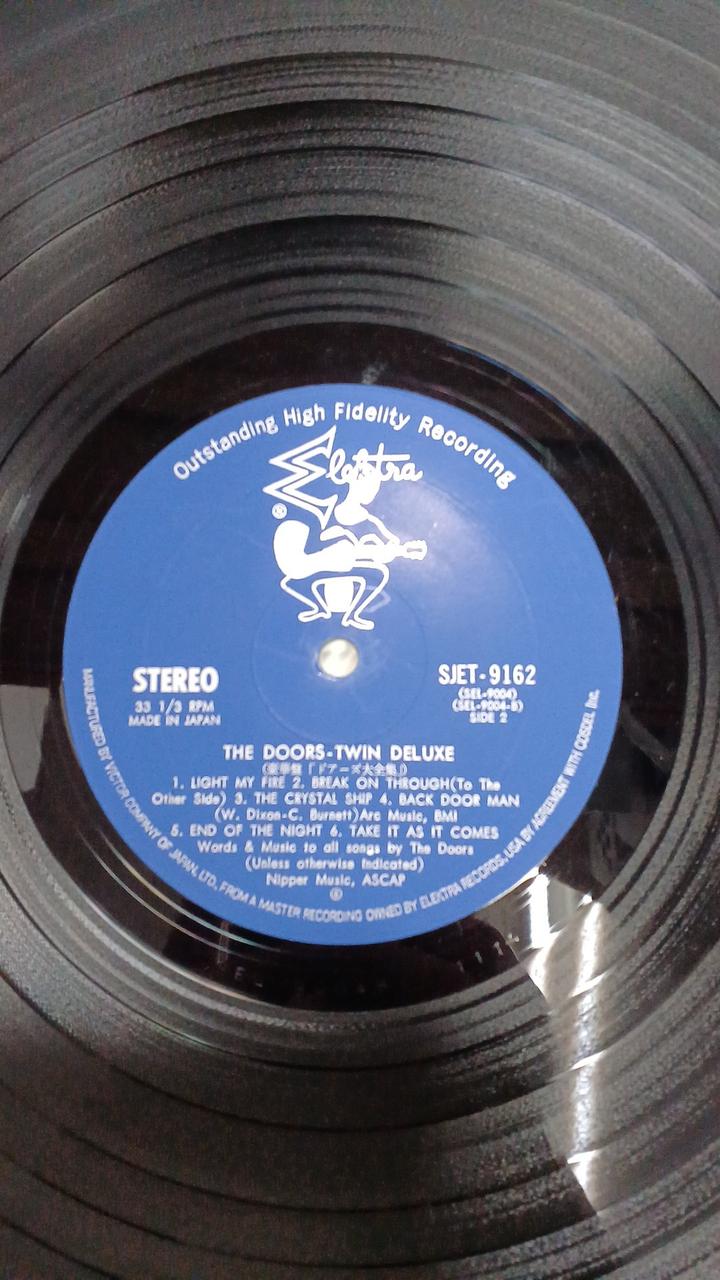 Outstanding High Fidelity Recording
Elektra
®
STEREO
33 1/3 RPM
MADE IN JAPAN
SJET-9162
(SEL-9004)
(SEL-9004-B)
SIDE 2
THE DOORS-TWIN DELUXE
(豪華盤「ドアーズ大全集」)
1. LIGHT MY FIRE 2. BREAK ON THROUGH(To The
Other Side) 3. THE CRYSTAL SHIP 4. BACK DOOR MAN
(W. Dixon-C. Burnett)Arc Music, BMI
5. END OF THE NIGHT 6. TAKE IT AS IT COMES
Words & Music to all songs by The Doors
(Unless otherwise indicated)
Nipper Music, ASCAP
MANUFACTURED BY VICTOR COMPANY OF JAPAN, LTD., FROM A MASTER RECORDING OWNED BY ELEKTRA RECORDS, USA BY AGREEMENT WITH COSDEL Inc.